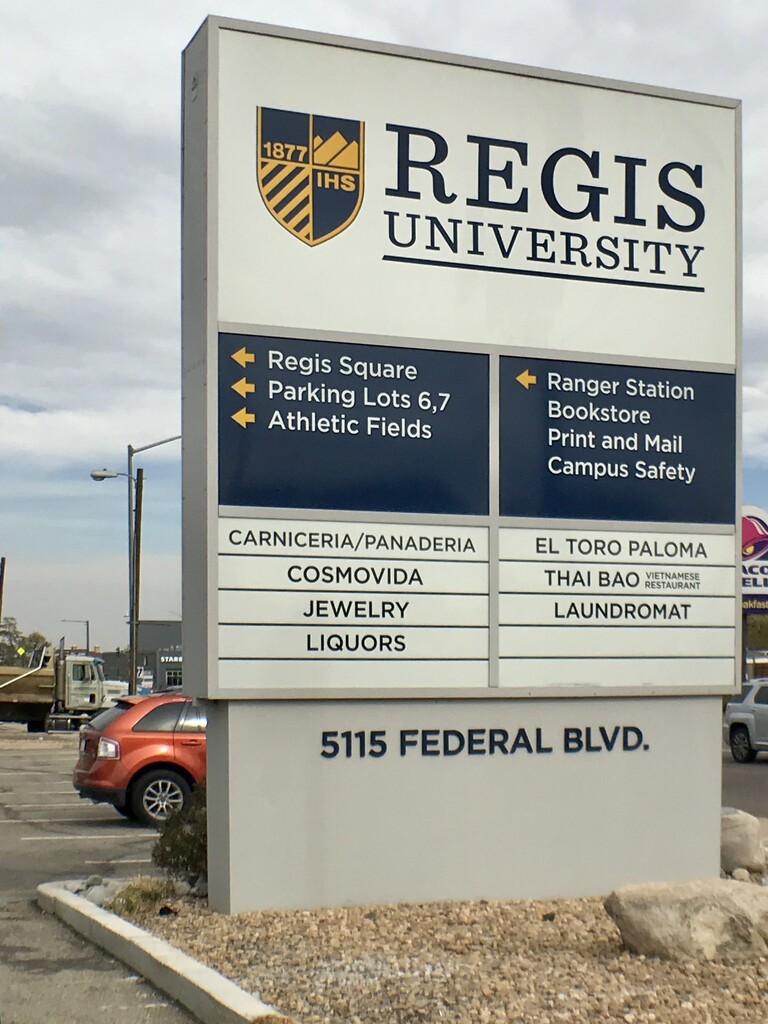 1877
IHS
REGIS
UNIVERSITY
Regis Square
Parking Lots 6,7
Athletic Fields
Ranger Station
Bookstore
Print and Mail
Campus Safety
CARNICERIA/PANADERIA
COSMOVIDA
JEWELRY
LIQUORS
EL TORO PALOMA
THAI BAO VIETNAMESE
RESTAURANT
LAUNDROMAT
5115 FEDERAL BLVD.